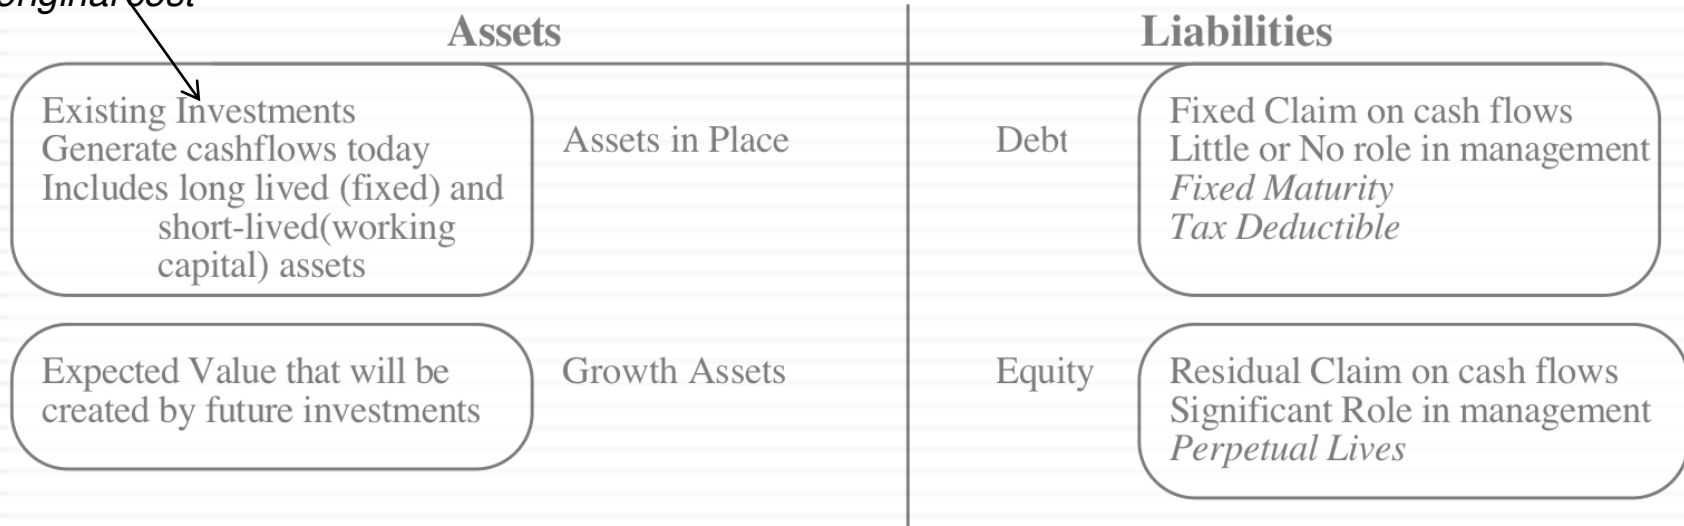 original cost
Assets
Liabilities
Existing Investments
Generate cashflows today
Includes long lived (fixed) and
short-lived(working
capital) assets
Assets in Place
Debt
Fixed Claim on cash flows
Little or No role in management
Fixed Maturity
Tax Deductible
Expected Value that will be
created by future investments
Growth Assets
Equity
Residual Claim on cash flows
Significant Role in management
Perpetual Lives